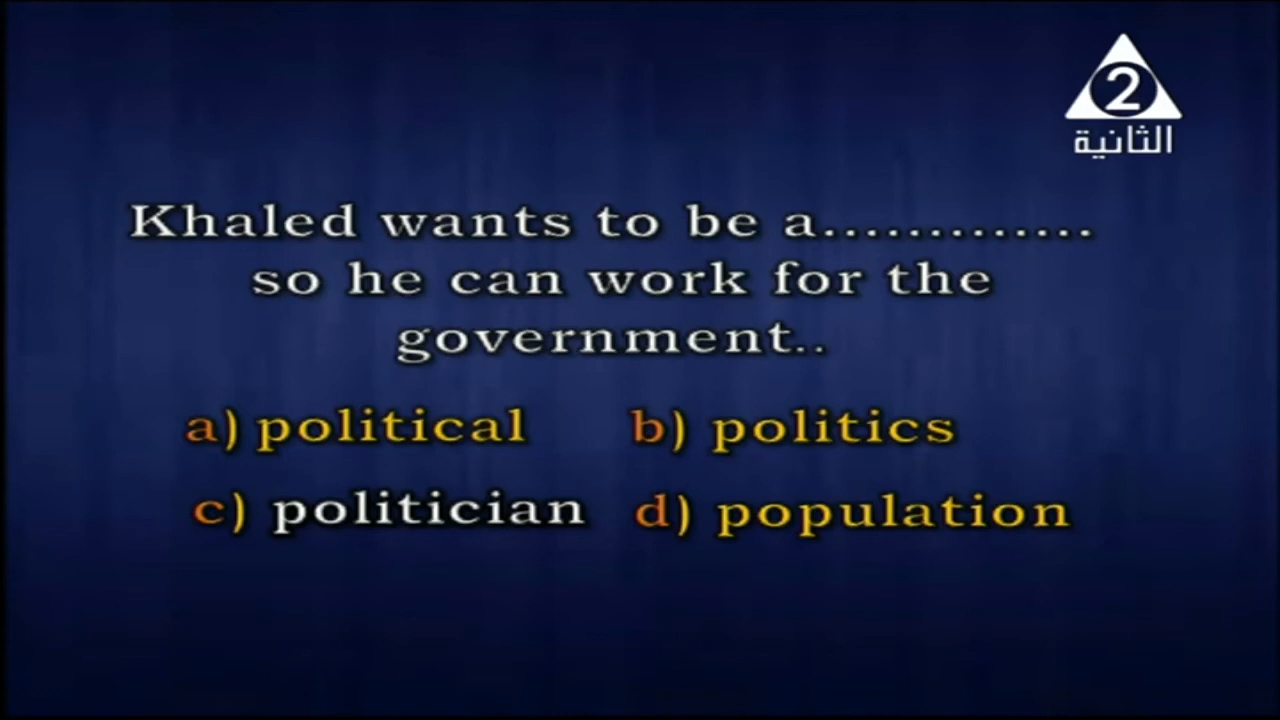 2
الثانية
Khaled wants to be a.............
so he can work for the
government..
a) political b) politics
c) politician d) population